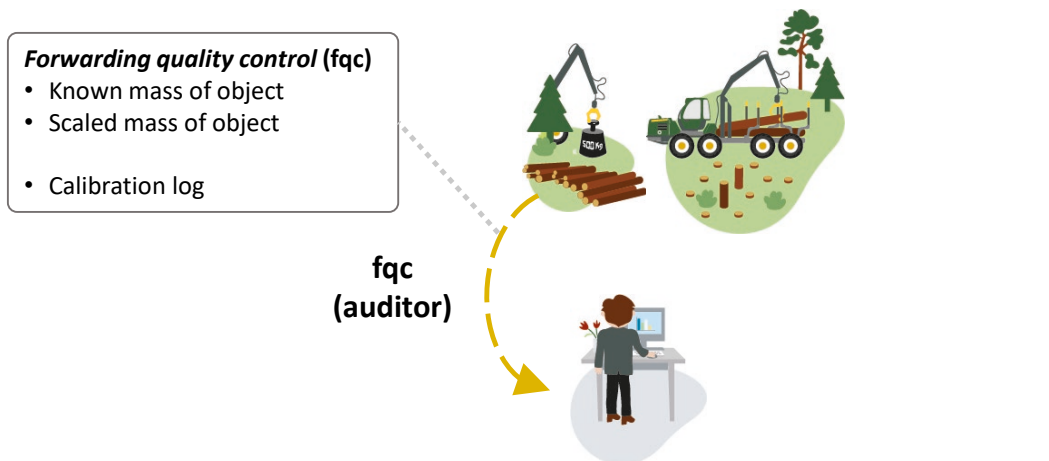 Forwarding quality control (fqc)
• Known mass of object
• Scaled mass of object
• Calibration log
500 Kg
fqc
(auditor)